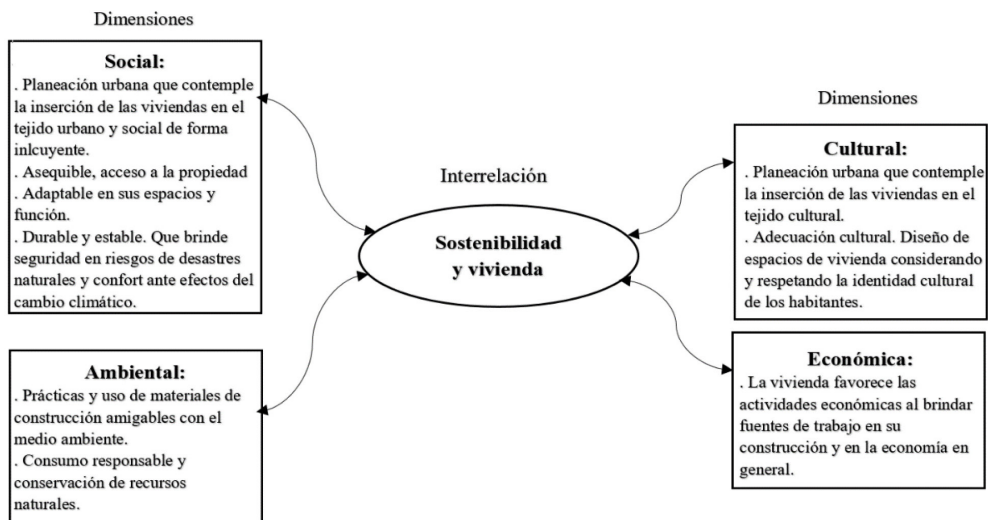 Dimensiones
Social:
. Planeación urbana que contemple
la inserción de las viviendas en el
tejido urbano y social de forma
inlcuyente.
. Asequible, acceso a la propiedad
. Adaptable en sus espacios y
función.
. Durable y estable. Que brinde
seguridad en riesgos de desastres
naturales y confort ante efectos del
cambio climático.
Ambiental:
. Prácticas y uso de materiales de
construcción amigables con el
medio ambiente.
. Consumo responsable y
conservación de recursos
naturales.
Interrelación
Sostenibilidad
y vivienda
Dimensiones
Cultural:
. Planeación urbana que contemple
la inserción de las viviendas en el
tejido cultural.
. Adecuación cultural. Diseño de
espacios de vivienda considerando
y respetando la identidad cultural
de los habitantes.
Económica:
. La vivienda favorece las
actividades económicas al brindar
fuentes de trabajo en su
construcción y en la economía en
general.